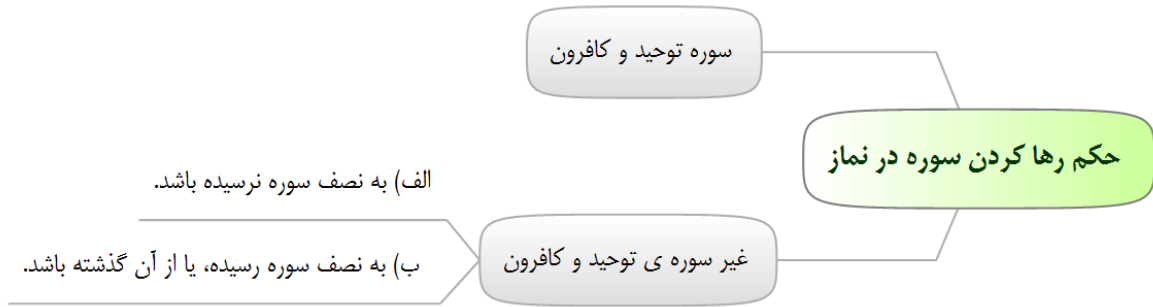 حکم رها کردن سوره در نماز
سوره توحید و کافرون
غیر سوره ی توحید و کافرون
الف) به نصف سوره نرسیده باشد.
ب) به نصف سوره رسیده، یا از آن گذشته باشد.